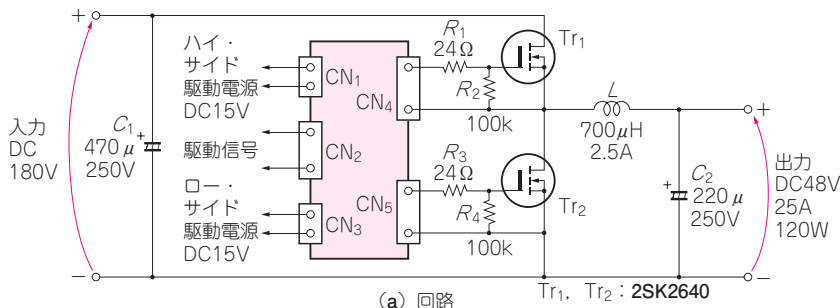 入力
DC
180V
C1
470μ
250V
ハイ・
サイド
駆動電源
DC15V
駆動信号
ロー・
サイド
駆動電源
DC15V
CN1
CN2
CN3
CN4
CN5
R1
24Ω
R2
100k
R3
24Ω
R4
100k
Tr1
Tr2
L
700μH
2.5A
C2
220μ
250V
出力
DC48V
25A
120W
(a) 回路
Tr1, Tr2：2SK2640